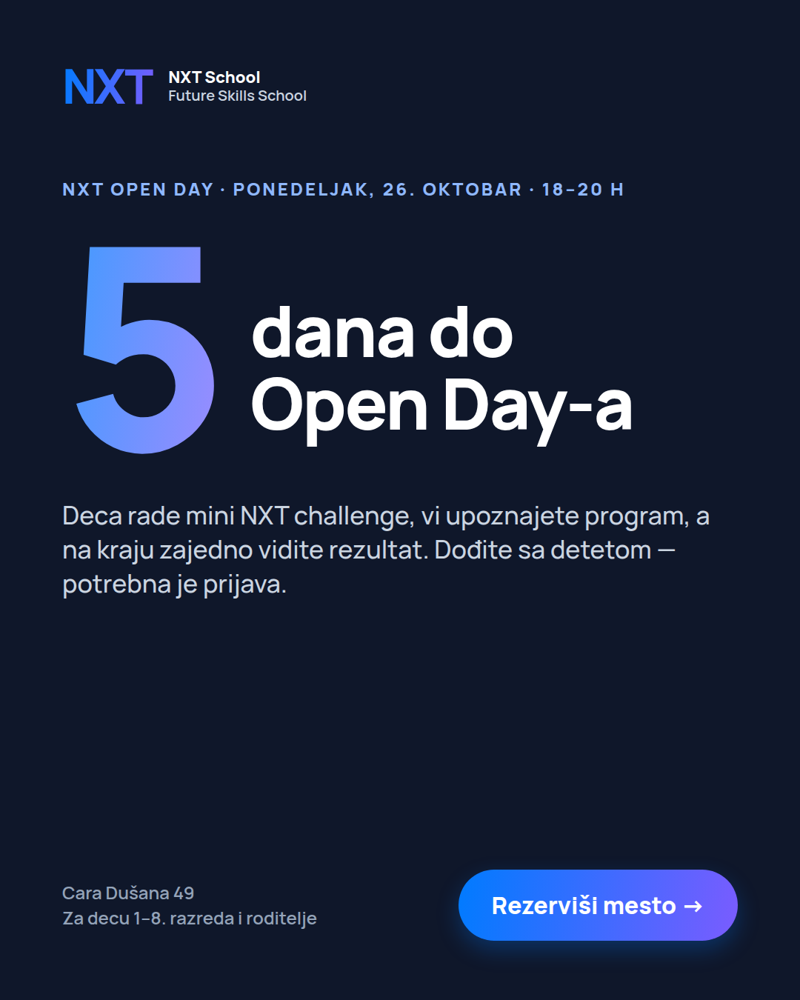 NXT
NXT School
Future Skills School
NXT OPEN DAY · PONEDELJAK, 26. OKTOBAR · 18–20 H
5
dana do
Open Day-a
Deca rade mini NXT challenge, vi upoznajete program, a
na kraju zajedno vidite rezultat. Dođite sa detetom —
potrebna je prijava.
Cara Dušana 49
Za decu 1–8. razreda i roditelje
Rezerviši mesto →